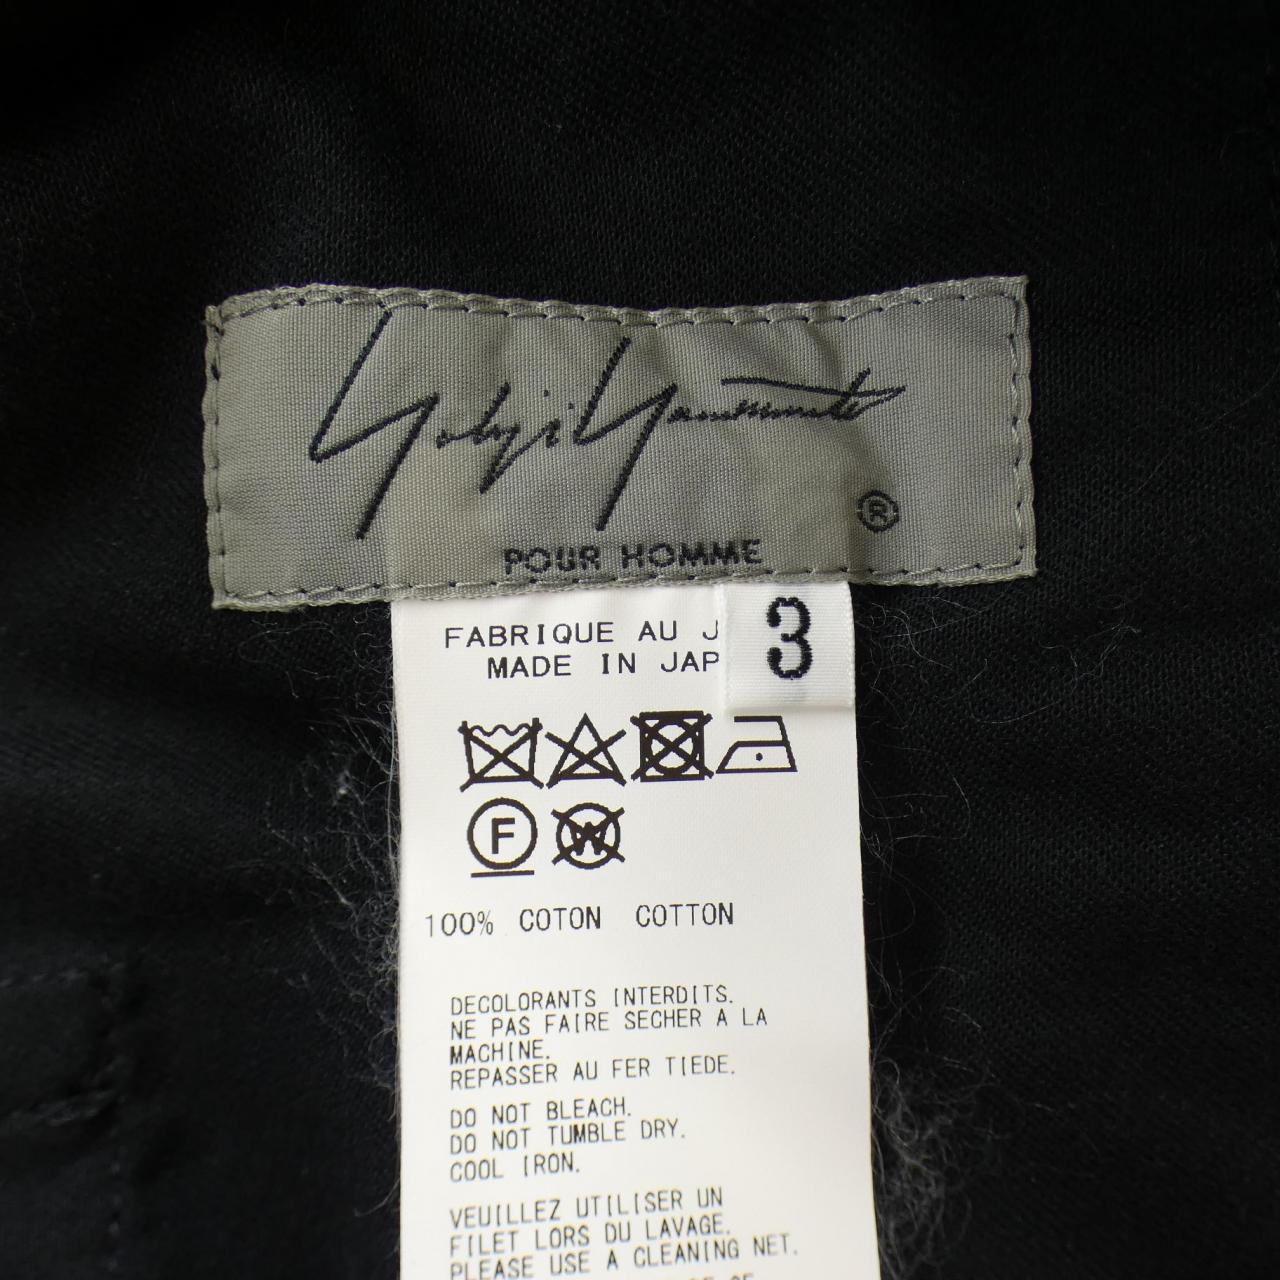 Yohji Yamamoto
®
POUR HOMME
3
FABRIQUE AU J
MADE IN JAP
F W
100% COTON COTTON
DECOLORANTS INTERDITS.
NE PAS FAIRE SECHER A LA
MACHINE.
REPASSER AU FER TIEDE.
DO NOT BLEACH.
DO NOT TUMBLE DRY.
COOL IRON.
VEUILLEZ UTILISER UN
FILET LORS DU LAVAGE.
PLEASE USE A CLEANING NET.